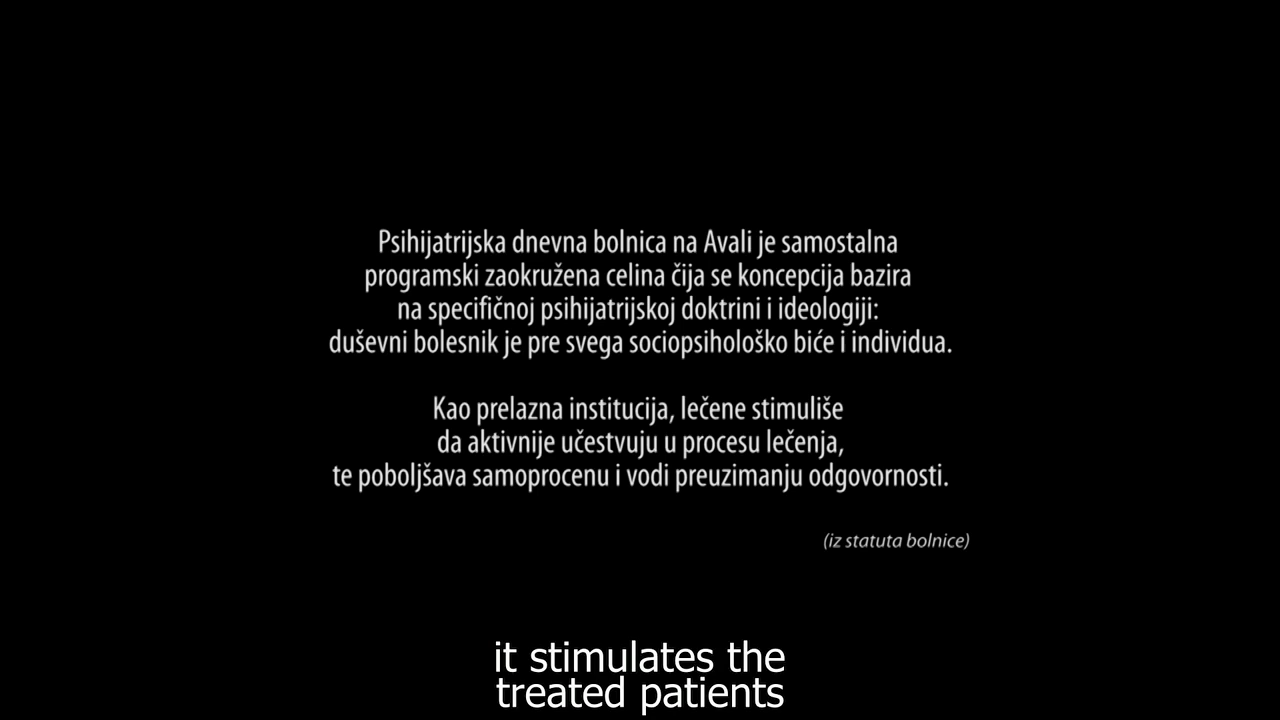 Psihijatrijska dnevna bolnica na Avali je samostalna
programski zaokružena celina čija se koncepcija bazira
na specifičnoj psihijatrijskoj doktrini i ideologiji:
duševni bolesnik je pre svega sociopsihološko biće i individua.
Kao prelazna institucija, lečene stimuliše
da aktivnije učestvuju u procesu lečenja,
te poboljšava samoprocenu i vodi preuzimanju odgovornosti.
(iz statuta bolnice)
it stimulates the
treated patients